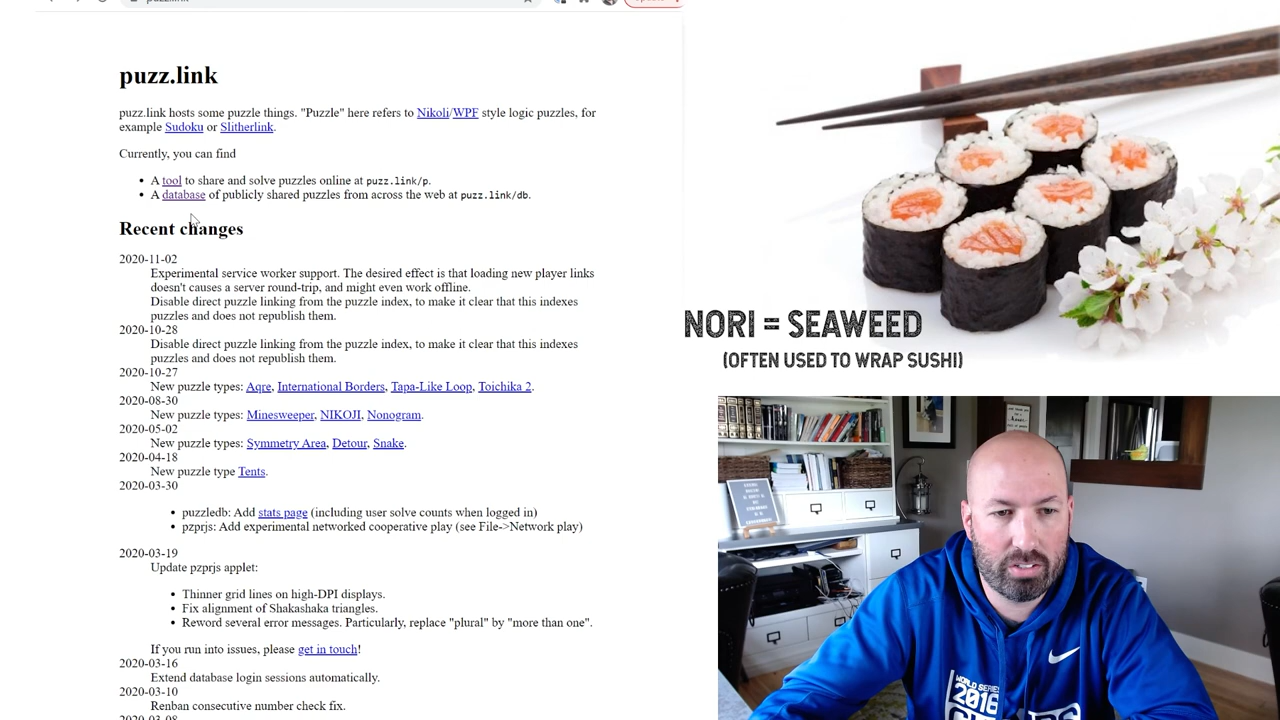 puzz.link
puzz.link hosts some puzzle things. "Puzzle" here refers to Nikoli/WPF style logic puzzles, for
example Sudoku or Slitherlink.
Currently, you can find
• A tool to share and solve puzzles online at puzz.link/p.
• A database of publicly shared puzzles from across the web at puzz.link/db.
Recent changes
2020-11-02
Experimental service worker support. The desired effect is that loading new player links
doesn't causes a server round-trip, and might even work offline.
Disable direct puzzle linking from the puzzle index, to make it clear that this indexes
puzzles and does not republish them.
2020-10-28
Disable direct puzzle linking from the puzzle index, to make it clear that this indexes
puzzles and does not republish them.
2020-10-27
New puzzle types: Aqre, International Borders, Tapa-Like Loop, Toichika 2.
2020-08-30
New puzzle types: Minesweeper, NIKOJI, Nonogram.
2020-05-02
New puzzle types: Symmetry Area, Detour, Snake.
2020-04-18
New puzzle type Tents.
2020-03-30
• puzzledb: Add stats page (including user solve counts when logged in)
• pzprjs: Add experimental networked cooperative play (see File->Network play)
2020-03-19
Update pzprjs applet:
• Thinner grid lines on high-DPI displays.
• Fix alignment of Shakashaka triangles.
• Reword several error messages. Particularly, replace "plural" by "more than one".
If you run into issues, please get in touch!
2020-03-16
Extend database login sessions automatically.
2020-03-10
Renban consecutive number check fix.
2020-03-08
NORI = SEAWEED
(OFTEN USED TO WRAP SUSHI)
WORLD SERIES
2016